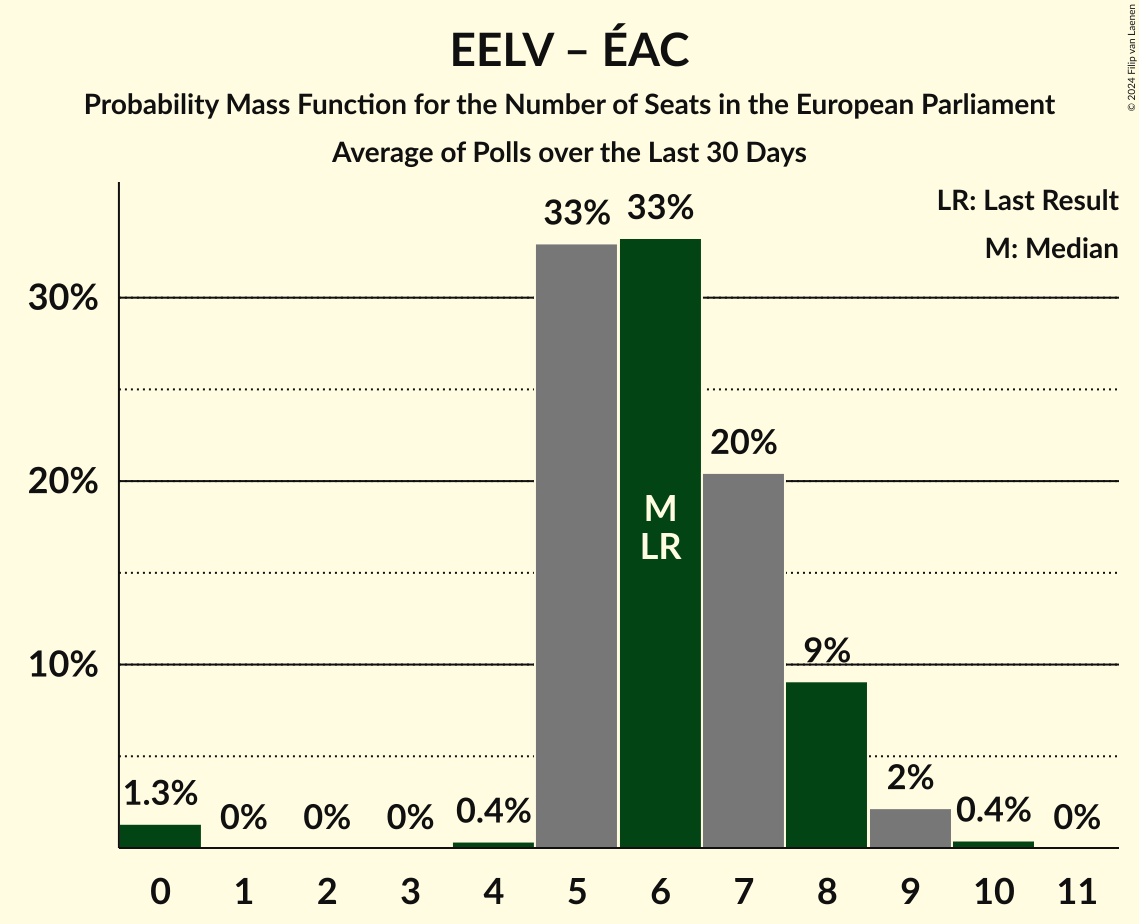 EELV – ÉAC
Probability Mass Function for the Number of Seats in the European Parliament
Average of Polls over the Last 30 Days
© 2024 Filip van Laenen
LR: Last Result
M: Median
33% 33%
30%
20%
20%
M
LR
10%
9%
1.3% 0% 0% 0% 0.4% 2% 0.4% 0%
0 1 2 3 4 5 6 7 8 9 10 11